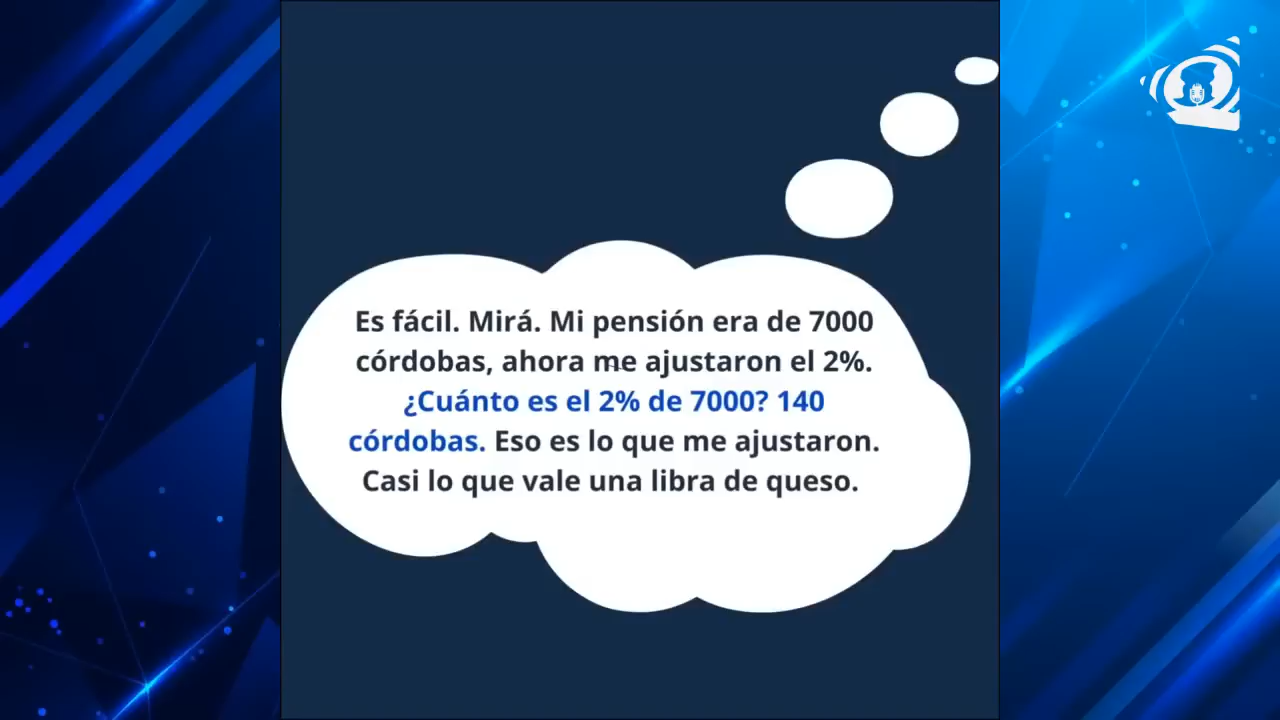 Es fácil. Mirá. Mi pensión era de 7000
córdobas, ahora me ajustaron el 2%.
¿Cuánto es el 2% de 7000? 140
córdobas. Eso es lo que me ajustaron.
Casi lo que vale una libra de queso.